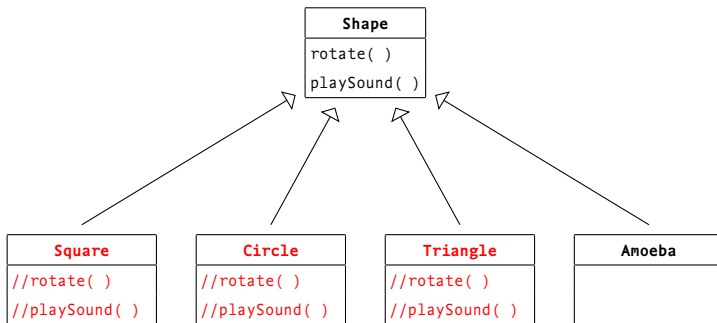 Shape
rotate( )
playSound( )
Square
Circle
Triangle
Amoeba
//rotate( )
//rotate( )
//rotate( )
//playSound( )
//playSound( )
//playSound( )